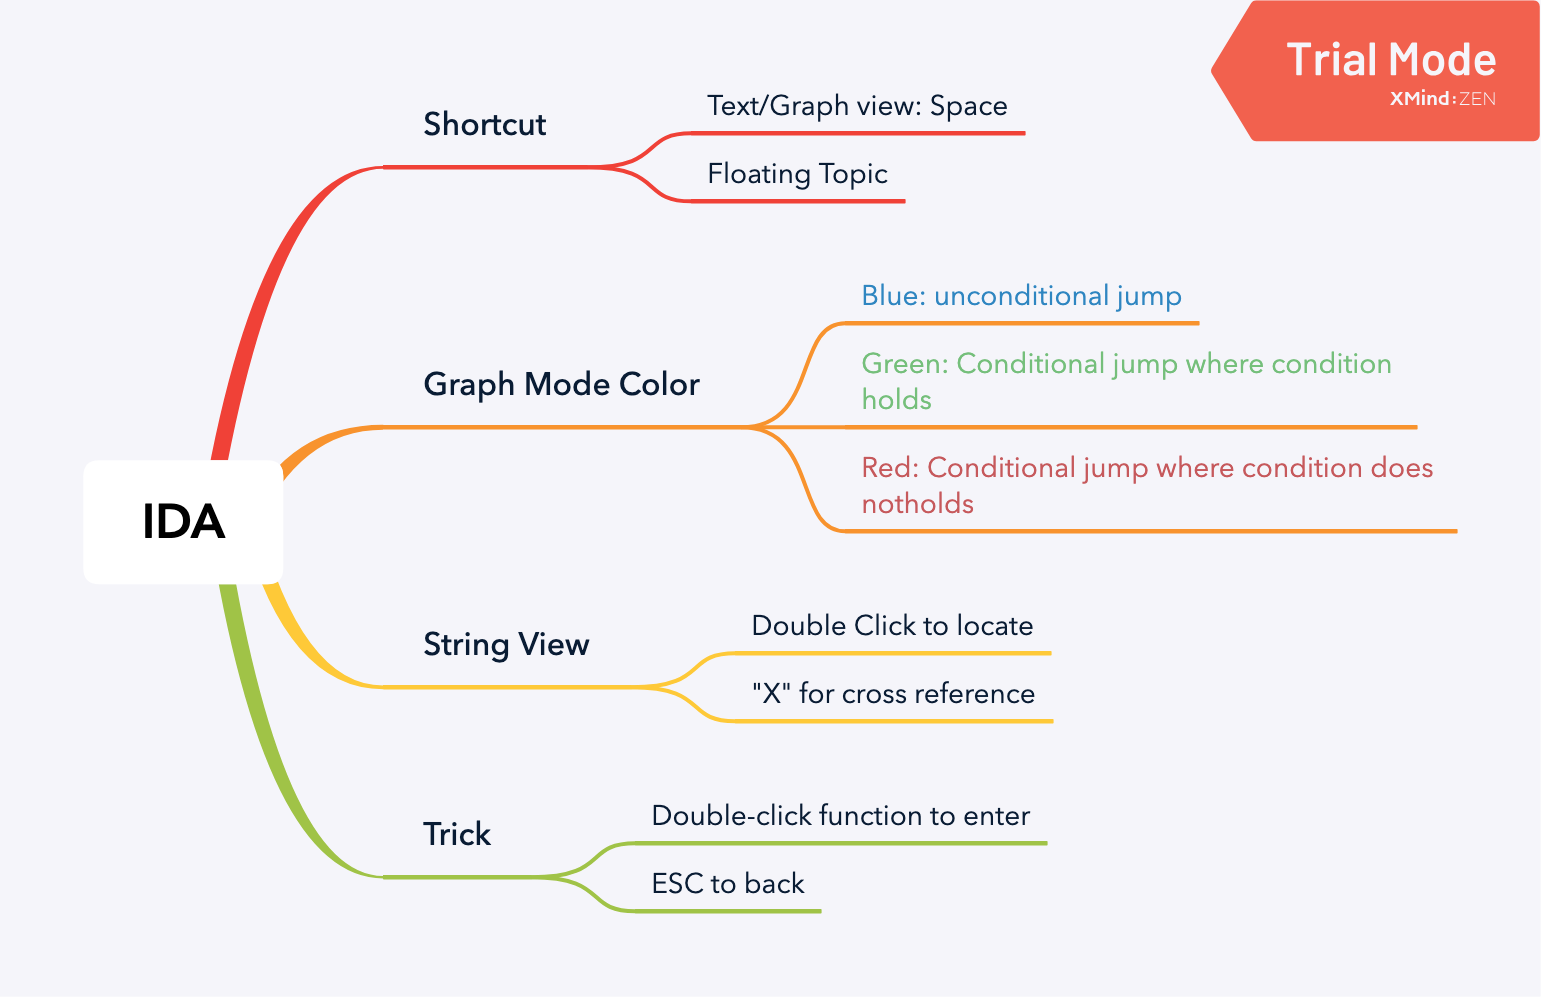 Trial Mode
XMind:ZEN
Shortcut
Text/Graph view: Space
Floating Topic
Graph Mode Color
Blue: unconditional jump
Green: Conditional jump where condition
holds
Red: Conditional jump where condition does
notholds
IDA
String View
Double Click to locate
"X" for cross reference
Trick
Double-click function to enter
ESC to back